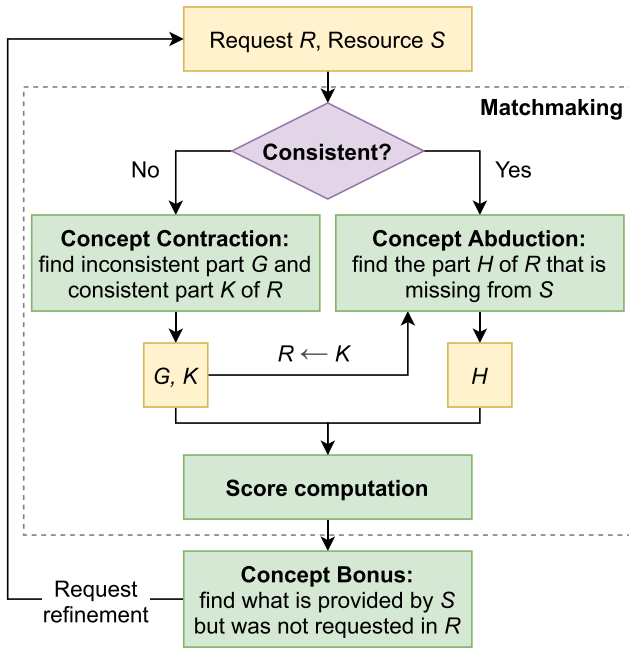 Request R, Resource S
Matchmaking
Consistent?
No
Yes
Concept Contraction:
find inconsistent part G and
consistent part K of R
Concept Abduction:
find the part H of R that is
missing from S
R ← K
G, K
H
Score computation
Concept Bonus:
find what is provided by S
but was not requested in R
Request
refinement